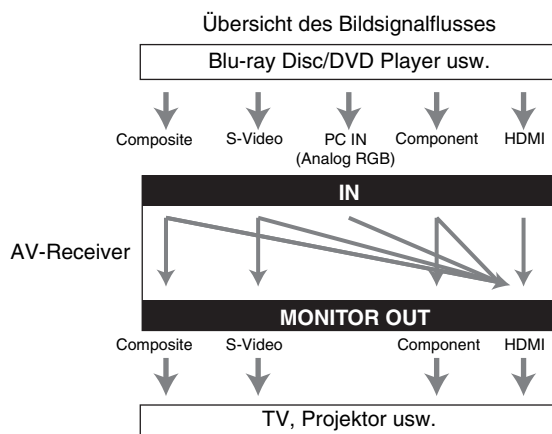 Übersicht des Bildsignalflusses
Blu-ray Disc/DVD Player usw.
Composite S-Video PC IN Component HDMI
(Analog RGB)
IN
AV-Receiver
MONITOR OUT
Composite S-Video Component HDMI
TV, Projektor usw.